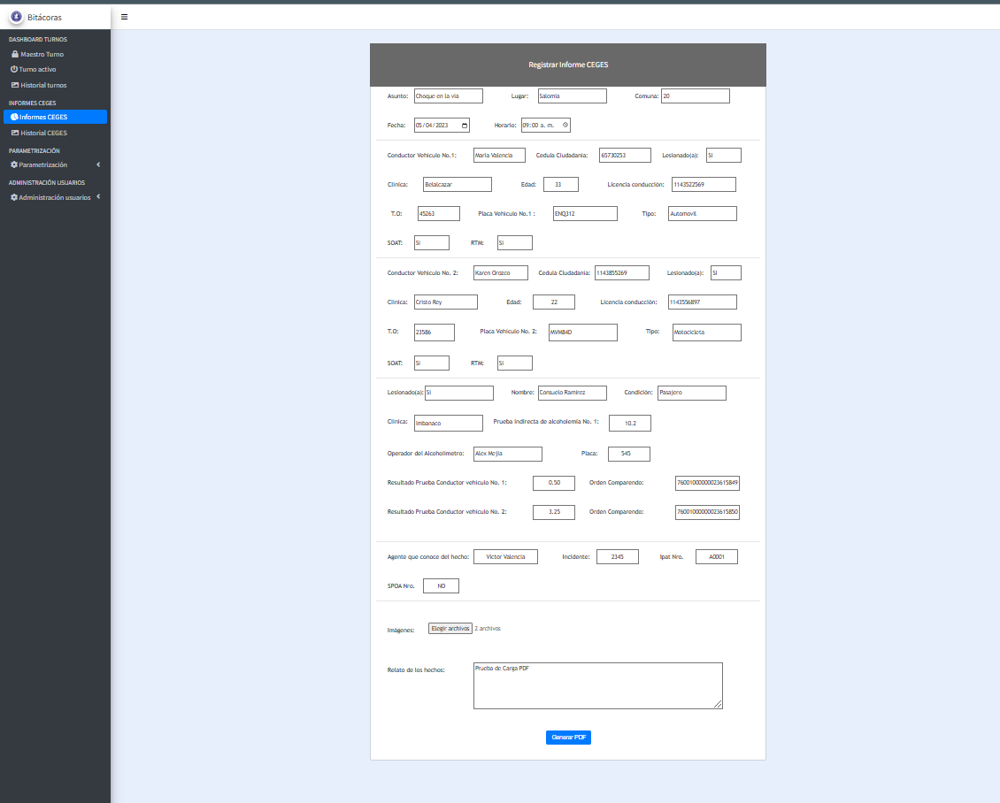 Bitácoras
DASHBOARD TURNOS
Maestro Turno
Turno activo
Historial turnos
INFORMES CEGES
Informes CEGES
Historial CEGES
PARAMETRIZACIÓN
Parametrización
ADMINISTRACIÓN USUARIOS
Administración usuarios
Registrar Informe CEGES
Asunto: Choque en la via Lugar: Salomia Comuna: 20
Fecha: 05/04/2023 Horario: 09:00 a. m.
Conductor Vehiculo No.1: Maria Valencia Cedula Ciudadania: 65730253 Lesionado(a): Si
Clinica: Belalcazar Edad: 33 Licencia conducción: 1143522569
T.O: 45263 Placa Vehiculo No.1 : ENQ312 Tipo: Automovil
SOAT: Si RTM: Si
Conductor Vehiculo No. 2: Karen Orozco Cedula Ciudadania: 1143855269 Lesionado(a): Si
Clinica: Cristo Rey Edad: 22 Licencia conducción: 1143556897
T.O: 23586 Placa Vehiculo No. 2: MVM84D Tipo: Motocicleta
SOAT: Si RTM: Si
Lesionado(a): Si Nombre: Consuelo Ramirez Condición: Pasajero
Clinica: Imbanaco Prueba indirecta de alcoholemia No. 1: 10.2
Operador del Alcoholimetro: Alex Mejia Placa: 545
Resultado Prueba Conductor vehiculo No. 1: 0.50 Orden Comparendo: 76001000000023615849
Resultado Prueba Conductor vehiculo No. 2: 3.25 Orden Comparendo: 76001000000023615850
Agente que conoce del hecho: Victor Valencia Incidente: 2345 Ipat Nro. A0001
SPOA Nro. NO
Imágenes: Elegir archivos 2 archivos
Relato de los hechos: Prueba de Carga PDF
Generar PDF